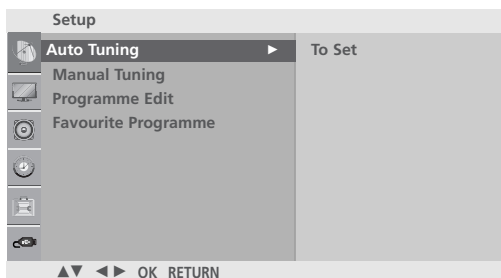 Setup
Auto Tuning ► To Set
Manual Tuning
Programme Edit
Favourite Programme
▲▼ ◄► OK RETURN